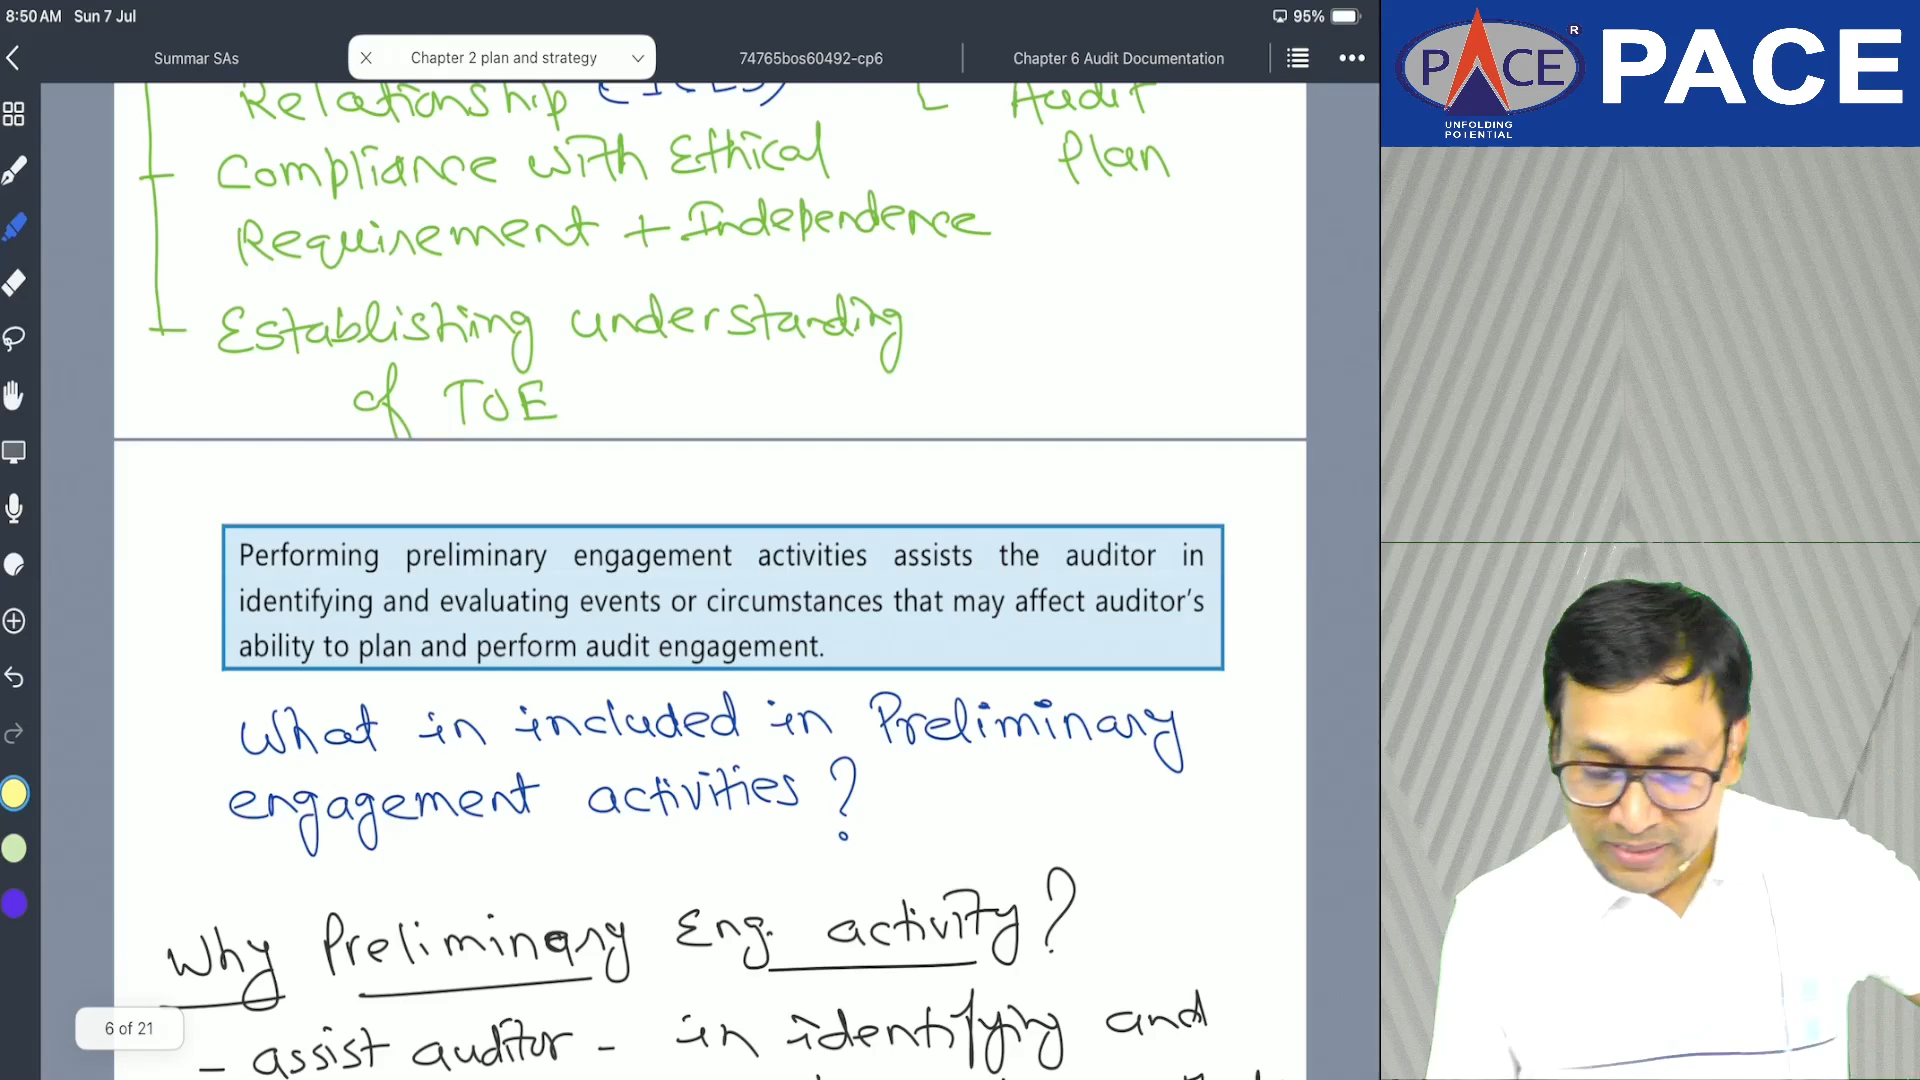 8:50 AM Sun 7 Jul
95%
Summar SAs
Chapter 2 plan and strategy
74765bos60492-cp6
Chapter 6 Audit Documentation
PACE
UNFOLDING
POTENTIAL
®
PACE
Relationship
Audit
Plan
Compliance with Ethical
Requirement + Independence
Establishing understanding
of TOE
Performing preliminary engagement activities assists the auditor in
identifying and evaluating events or circumstances that may affect auditor's
ability to plan and perform audit engagement.
What in included in Preliminary
engagement activities ?
Why Preliminary Eng. activity?
- assist auditor - in identifying and
6 of 21